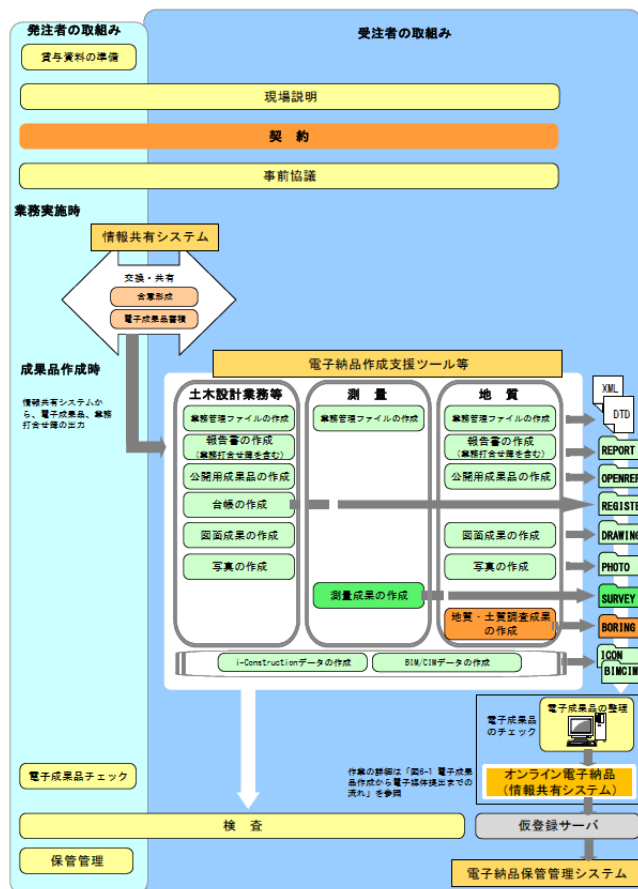 発注者の取組み
受注者の取組み
貸与資料の準備
現場説明
契 約
事前協議
業務実施時
情報共有システム
交換・共有
合意形成
電子成果品蓄積
成果品作成時
情報共有システムか
ら、電子成果品、業務
打合せ簿の出力
電子納品作成支援ツール等
土木設計業務等
業務管理ファイルの作成
報告書の作成
(業務打合せ簿を含む)
公開用成果品の作成
台帳の作成
図面成果の作成
写真の作成
測 量
業務管理ファイルの作成
測量成果の作成
地 質
業務管理ファイルの作成
報告書の作成
(業務打合せ簿を含む)
公開用成果品の作成
図面成果の作成
写真の作成
地質・土質調査成果
の作成
i-Constructionデータの作成
BIM/CIMデータの作成
XML
DTD
REPORT
OPENREP
REGISTE
DRAWING
PHOTO
SURVEY
BORING
ICON
BIMCIM
電子成果品
のチェック
電子成果品の整理
作業の詳細は「図6-1 電子成果
品作成から電子媒体提出までの
流れ」を参照
オンライン電子納品
(情報共有システム)
電子成果品チェック
検 査
仮登録サーバ
保管管理
電子納品保管管理システム